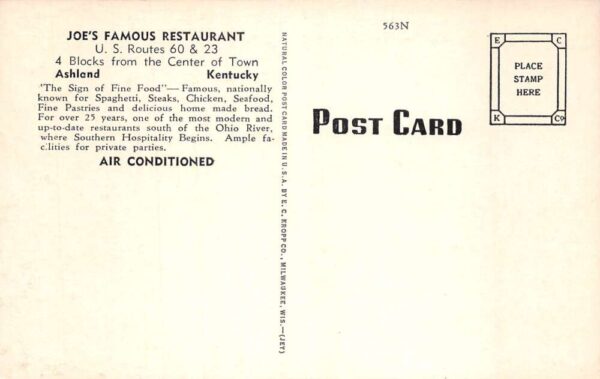 JOE'S FAMOUS RESTAURANT
U. S. Routes 60 & 23
4 Blocks from the Center of Town
Ashland Kentucky
"The Sign of Fine Food"—Famous, nationally
known for Spaghetti, Steaks, Chicken, Seafood,
Fine Pastries and delicious home made bread.
For over 25 years, one of the most modern and
up-to-date restaurants south of the Ohio River,
where Southern Hospitality Begins. Ample fa-
c.lities for private parties.
AIR CONDITIONED
NATURAL COLOR POST CARD MADE IN U.S.A. BY E. C. KROPP CO., MILWAUKEE, WIS.—(JET)
563N
POST CARD
E C
PLACE
STAMP
HERE
K Co